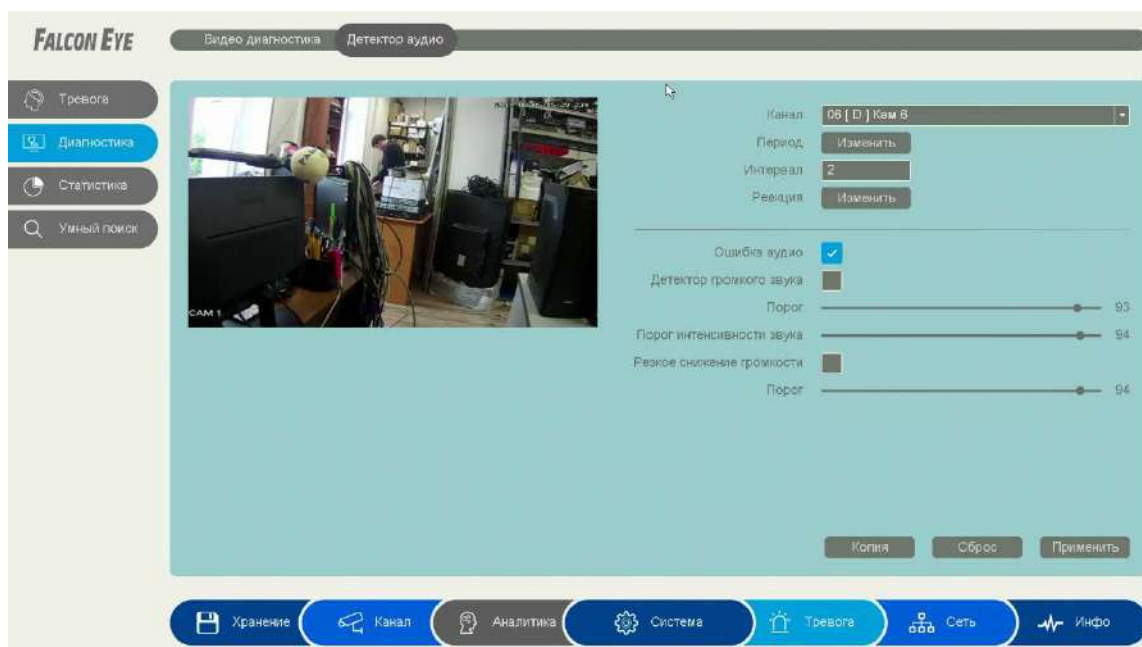 FALCON EYE
Видео диагностика
Детектор аудио
Тревога
Диагностика
Статистика
Умный поиск
CAM 1
Канал
06 [ D ] Кам 6
Период
Изменить
Интервал
2
Реакция
Изменить
Ошибка аудио
Детектор громкого звука
Порог
93
Порог интенсивности звука
94
Резкое снижение громкости
Порог
94
Копия
Сброс
Применить
Хранение
Канал
Аналитика
Система
Тревога
Сеть
Инфо